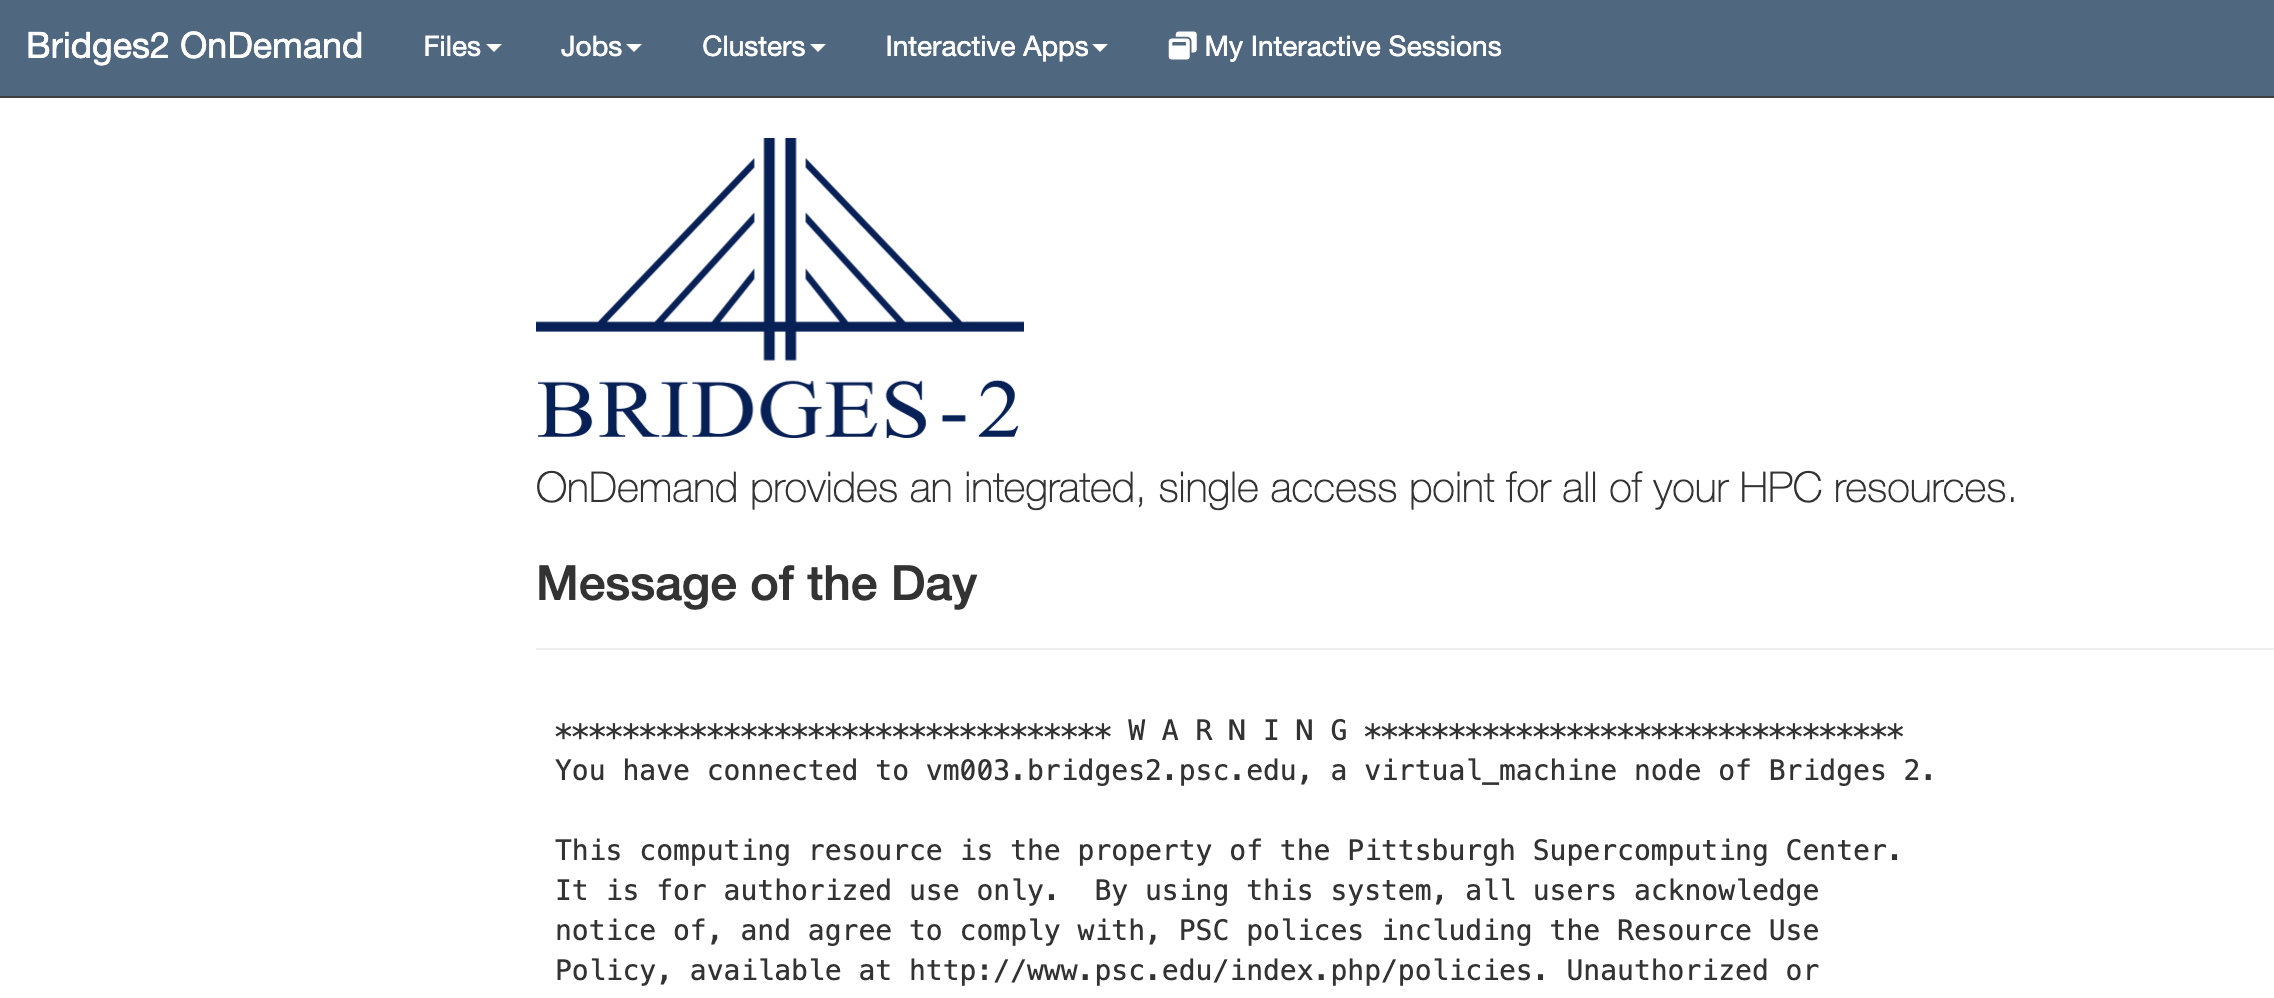 Bridges2 OnDemand Files Jobs Clusters Interactive Apps My Interactive Sessions
BRIDGES-2
OnDemand provides an integrated, single access point for all of your HPC resources.
Message of the Day
********************************* W A R N I N G ********************************
You have connected to vm003.bridges2.psc.edu, a virtual_machine node of Bridges 2.
This computing resource is the property of the Pittsburgh Supercomputing Center.
It is for authorized use only.  By using this system, all users acknowledge
notice of, and agree to comply with, PSC polices including the Resource Use
Policy, available at http://www.psc.edu/index.php/policies. Unauthorized or